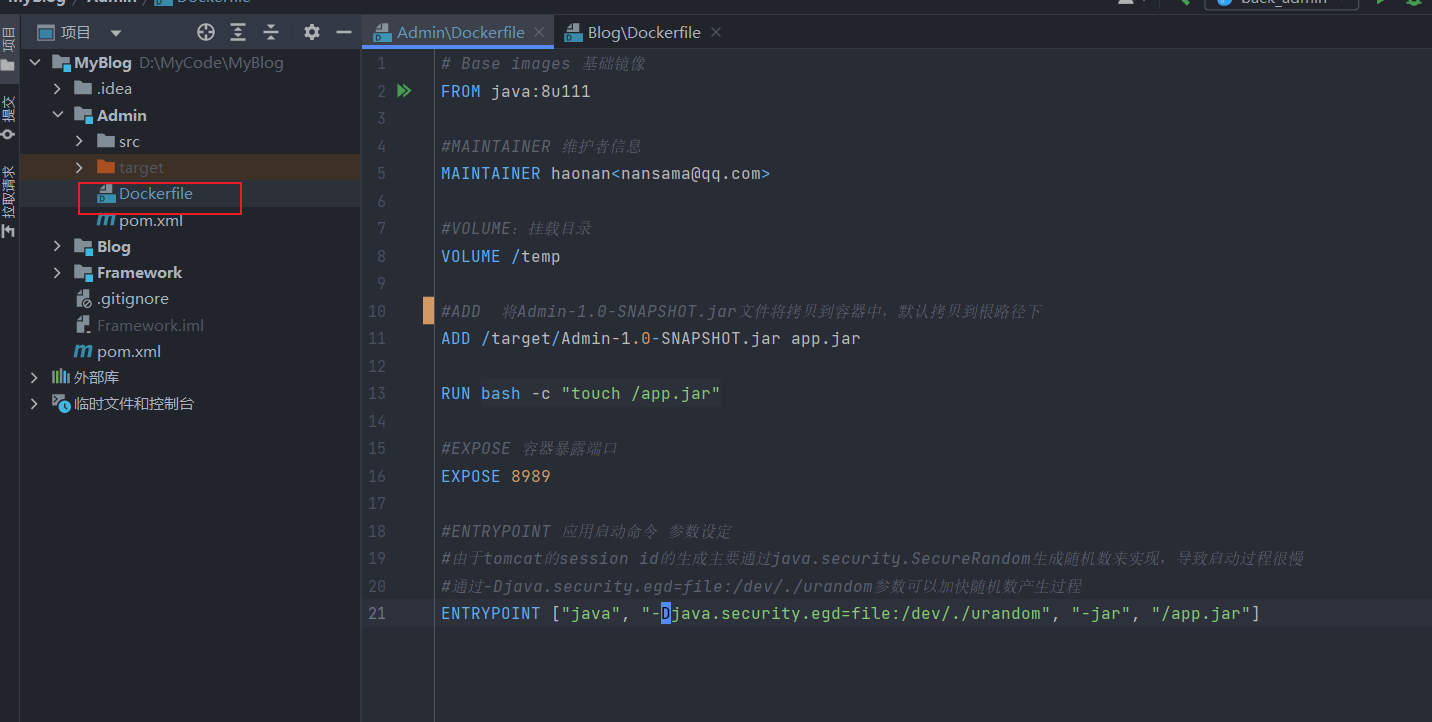 MyBlog / Admin / Dockerfile
back_admin
项目
Admin\Dockerfile
Blog\Dockerfile
项目
提交
拉取请求
MyBlog D:\MyCode\MyBlog
.idea
Admin
src
target
Dockerfile
pom.xml
Blog
Framework
.gitignore
Framework.iml
pom.xml
外部库
临时文件和控制台
1 # Base images 基础镜像
2 FROM java:8u111
3
4 #MAINTAINER 维护者信息
5 MAINTAINER haonan<nansama@qq.com>
6
7 #VOLUME：挂载目录
8 VOLUME /temp
9
10 #ADD  将Admin-1.0-SNAPSHOT.jar文件将拷贝到容器中，默认拷贝到根路径下
11 ADD /target/Admin-1.0-SNAPSHOT.jar app.jar
12
13 RUN bash -c "touch /app.jar"
14
15 #EXPOSE 容器暴露端口
16 EXPOSE 8989
17
18 #ENTRYPOINT 应用启动命令 参数设定
19 #由于tomcat的session id的生成主要通过java.security.SecureRandom生成随机数来实现，导致启动过程很慢
20 #通过-Djava.security.egd=file:/dev/./urandom参数可以加快随机数产生过程
21 ENTRYPOINT ["java", "-Djava.security.egd=file:/dev/./urandom", "-jar", "/app.jar"]